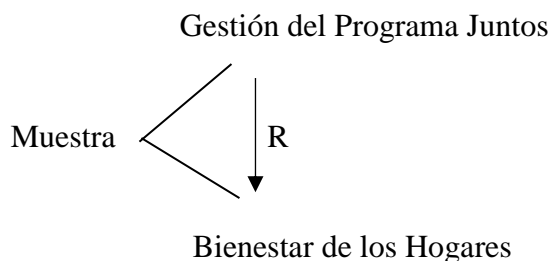 Gestión del Programa Juntos
Muestra
R
Bienestar de los Hogares